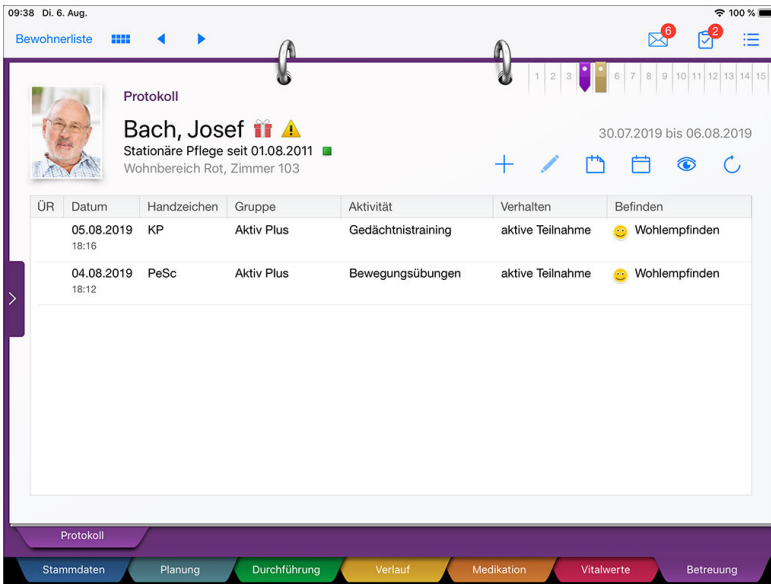 09:38 Di. 6. Aug. 100 %
Bewohnerliste 6 2
1 2 3 6 7 8 9 10 11 12 13 14 15
Protokoll
Bach, Josef
30.07.2019 bis 06.08.2019
Stationäre Pflege seit 01.08.2011
Wohnbereich Rot, Zimmer 103
ÜR Datum Handzeichen Gruppe Aktivität Verhalten Befinden
05.08.2019 KP Aktiv Plus Gedächtnistraining aktive Teilnahme Wohlempfinden
18:16
04.08.2019 PeSc Aktiv Plus Bewegungsübungen aktive Teilnahme Wohlempfinden
18:12
Protokoll
Stammdaten Planung Durchführung Verlauf Medikation Vitalwerte Betreuung